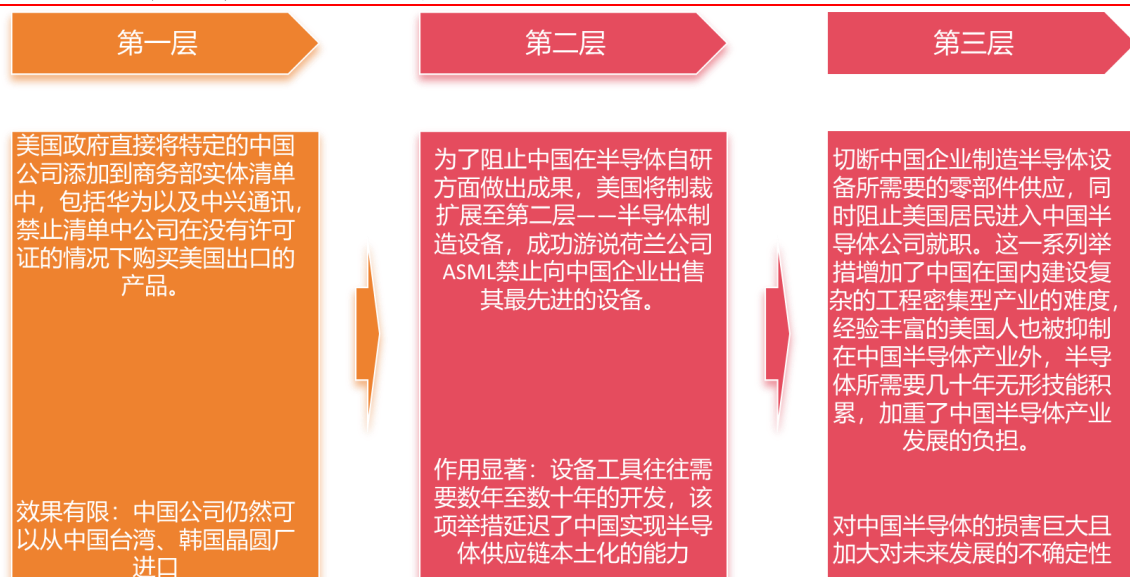 第一层
美国政府直接将特定的中国
公司添加到商务部实体清单
中，包括华为以及中兴通讯，
禁止清单中公司在没有许可
证的情况下购买美国出口的
产品。
效果有限：中国公司仍然可
以从中国台湾、韩国晶圆厂
进口
第二层
为了阻止中国在半导体自研
方面做出成果，美国将制裁
扩展至第二层——半导体制
造设备，成功游说荷兰公司
ASML禁止向中国企业出售
其最先进的设备。
作用显著：设备工具往往需
要数年至数十年的开发，该
项举措延迟了中国实现半导
体供应链本土化的能力
第三层
切断中国企业制造半导体设
备所需要的零部件供应，同
时阻止美国居民进入中国半
导体公司就职。这一系列举
措增加了中国在国内建设复
杂的工程密集型产业的难度，
经验丰富的美国人也被抑制
在中国半导体产业外，半导
体所需要几十年无形技能积
累，加重了中国半导体产业
发展的负担。
对中国半导体的损害巨大且
加大对未来发展的不确定性